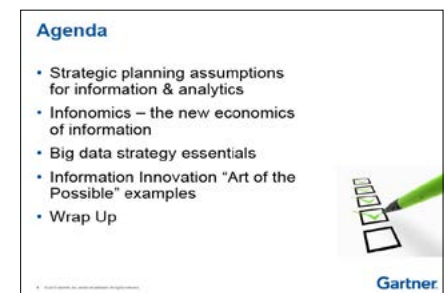 Agenda
• Strategic planning assumptions
for information & analytics
• Infonomics – the new economics
of information
• Big data strategy essentials
• Information Innovation “Art of the
Possible” examples
• Wrap Up
Gartner